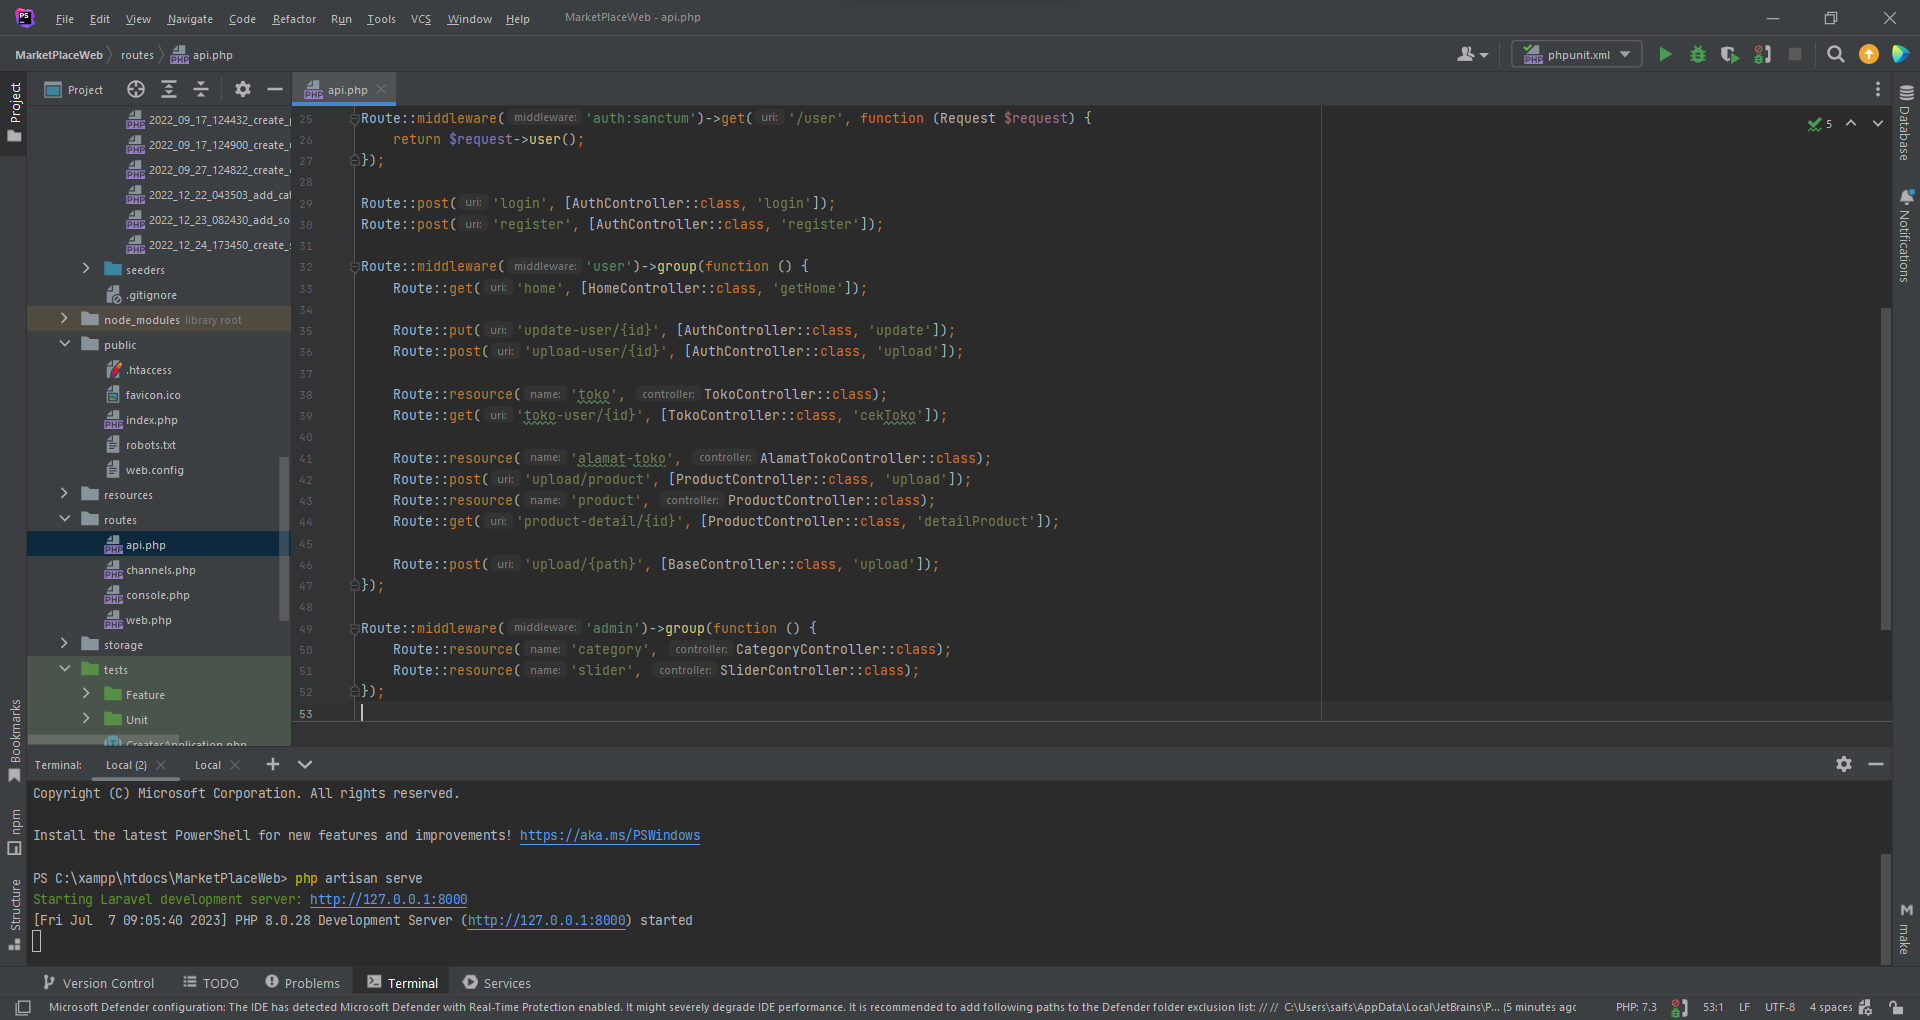 File Edit View Navigate Code Refactor Run Tools VCS Window Help MarketPlaceWeb - api.php
MarketPlaceWeb routes api.php phpunit.xml
Project
api.php
2022_09_17_124432_create_
2022_09_17_124900_create_
2022_09_27_124822_create_
2022_12_22_043503_add_cat
2022_12_23_082430_add_so
2022_12_24_173450_create_s
seeders
.gitignore
node_modules library root
public
.htaccess
favicon.ico
index.php
robots.txt
web.config
resources
routes
api.php
channels.php
console.php
web.php
storage
tests
Feature
Unit
CreatesApplication.php
25 Route::middleware( middleware: 'auth:sanctum')->get( uri: '/user', function (Request $request) {
26 return $request->user();
27 });
28
29 Route::post( uri: 'login', [AuthController::class, 'login']);
30 Route::post( uri: 'register', [AuthController::class, 'register']);
31
32 Route::middleware( middleware: 'user')->group(function () {
33 Route::get( uri: 'home', [HomeController::class, 'getHome']);
34
35 Route::put( uri: 'update-user/{id}', [AuthController::class, 'update']);
36 Route::post( uri: 'upload-user/{id}', [AuthController::class, 'upload']);
37
38 Route::resource( name: 'toko', controller: TokoController::class);
39 Route::get( uri: 'toko-user/{id}', [TokoController::class, 'cekToko']);
40
41 Route::resource( name: 'alamat-toko', controller: AlamatTokoController::class);
42 Route::post( uri: 'upload/product', [ProductController::class, 'upload']);
43 Route::resource( name: 'product', controller: ProductController::class);
44 Route::get( uri: 'product-detail/{id}', [ProductController::class, 'detailProduct']);
45
46 Route::post( uri: 'upload/{path}', [BaseController::class, 'upload']);
47 });
48
49 Route::middleware( middleware: 'admin')->group(function () {
50 Route::resource( name: 'category', controller: CategoryController::class);
51 Route::resource( name: 'slider', controller: SliderController::class);
52 });
53
5
Project
Bookmarks
npm
Structure
Database
Notifications
make
Terminal: Local (2) Local
Copyright (C) Microsoft Corporation. All rights reserved.
Install the latest PowerShell for new features and improvements! https://aka.ms/PSWindows
PS C:\xampp\htdocs\MarketPlaceWeb> php artisan serve
Starting Laravel development server: http://127.0.0.1:8000
[Fri Jul  7 09:05:40 2023] PHP 8.0.28 Development Server (http://127.0.0.1:8000) started
Version Control TODO Problems Terminal Services
Microsoft Defender configuration: The IDE has detected Microsoft Defender with Real-Time Protection enabled. It might severely degrade IDE performance. It is recommended to add following paths to the Defender folder exclusion list: // // C:\Users\saifs\AppData\Local\JetBrains\P... (5 minutes agc PHP: 7.3 53:1 LF UTF-8 4 spaces